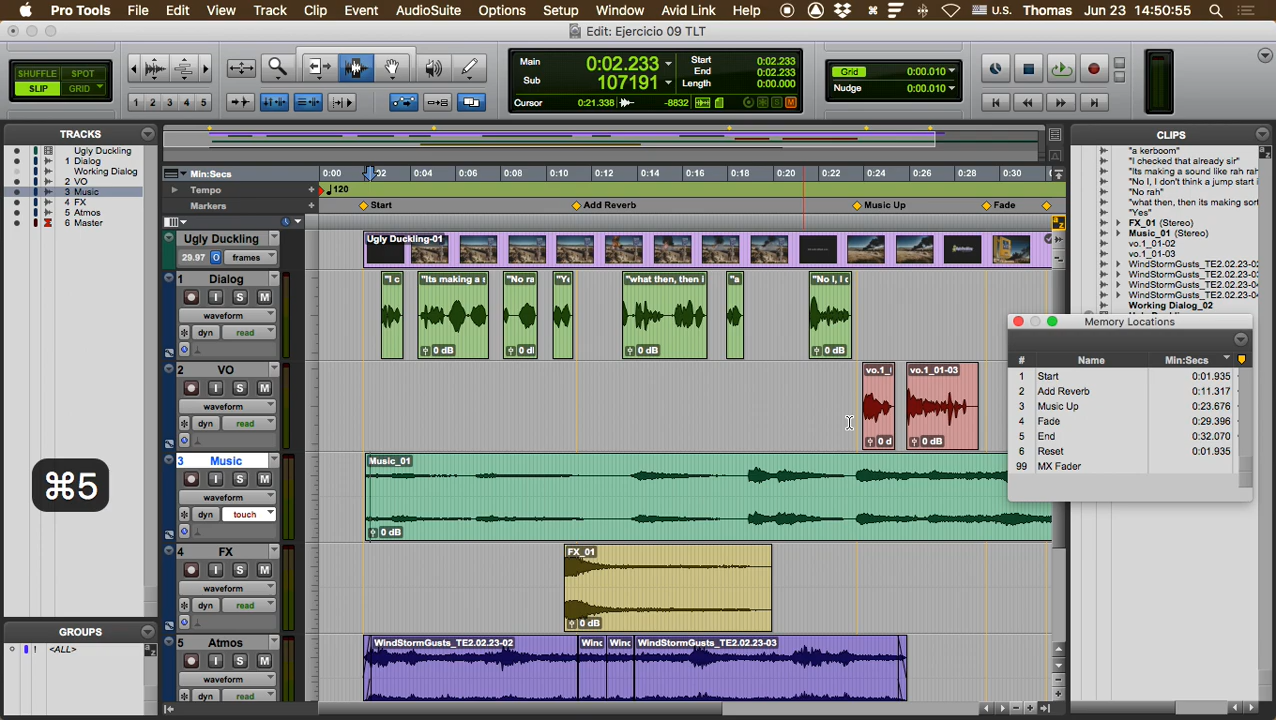 Pro Tools File Edit View Track Clip Event AudioSuite Options Setup Window Avid Link Help U.S. Thomas Jun 23 14:50:55
Edit: Ejercicio 09 TLT
SHUFFLE SPOT
SLIP GRID
1 2 3 4 5
Main 0:02.233
Sub 107191
Start 0:02.233
End 0:02.233
Length 0:00.000
Cursor 0:21.338 -8832
Grid 0:00.010
Nudge 0:00.010
TRACKS
Ugly Duckling
1 Dialog
Working Dialog
2 VO
3 Music
4 FX
5 Atmos
6 Master
GROUPS
! <ALL>
Min:Secs 0:00 0:02 0:04 0:06 0:08 0:10 0:12 0:14 0:16 0:18 0:20 0:22 0:24 0:26 0:28 0:30
Tempo 120
Markers Start Add Reverb Music Up Fade
Ugly Duckling
29.97 O frames
Ugly Duckling-01
1 Dialog
I S M
waveform
dyn read
"I c "Its making a s "No ra "Ye "what then, then i "a "No I, I d
0 dB 0 dB 0 dB 0 dB
2 VO
I S M
waveform
dyn read
vo.1_ vo.1_01-03
0 d 0 dB
3 Music
I S M
waveform
dyn touch
Music_01
0 dB
4 FX
I S M
waveform
dyn read
FX_01
0 dB
5 Atmos
I S M
waveform
dyn read
WindStormGusts_TE2.02.23-02 Winc Winc WindStormGusts_TE2.02.23-03
⌘5
CLIPS
"a kerboom"
"I checked that already sir"
"Its making a sound like rah rah
"No I, I don't think a jump start i
"No rah"
"what then, then its making sort
"Yes"
FX_01 (Stereo)
Music_01 (Stereo)
vo.1_01-02
vo.1_01-03
WindStormGusts_TE2.02.23-02
WindStormGusts_TE2.02.23-03
WindStormGusts_TE2.02.23-04
WindStormGusts_TE2.02.23-04
Working Dialog_02
Memory Locations
# Name Min:Secs
1 Start 0:01.935
2 Add Reverb 0:11.317
3 Music Up 0:23.676
4 Fade 0:29.396
5 End 0:32.070
6 Reset 0:01.935
99 MX Fader